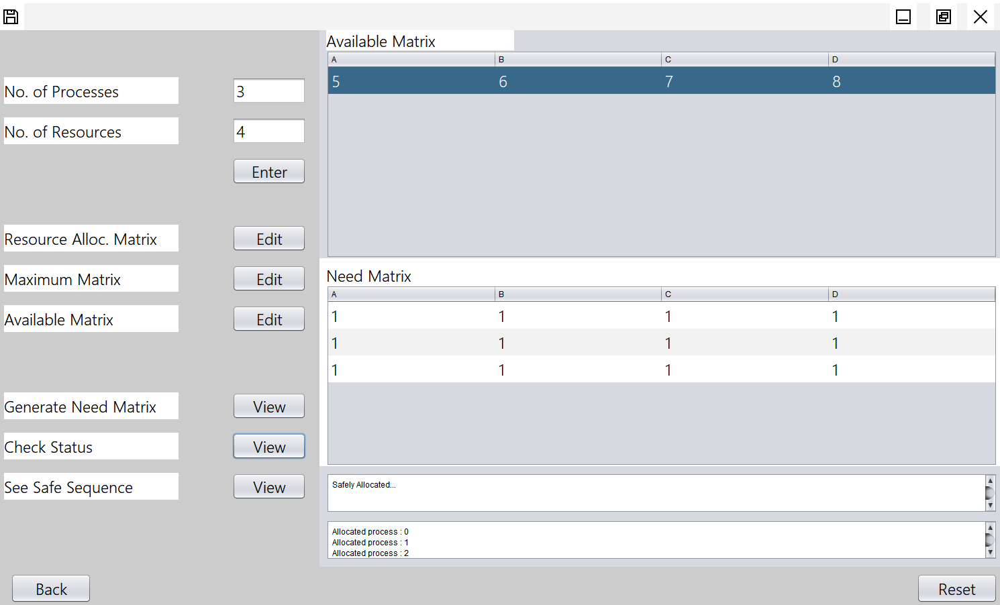 No. of Processes 3
No. of Resources 4
Enter
Resource Alloc. Matrix Edit
Maximum Matrix Edit
Available Matrix Edit
Generate Need Matrix View
Check Status View
See Safe Sequence View
Back
Available Matrix
A B C D
5 6 7 8
Need Matrix
A B C D
1 1 1 1
1 1 1 1
1 1 1 1
Safely Allocated...
Allocated process : 0
Allocated process : 1
Allocated process : 2
Reset